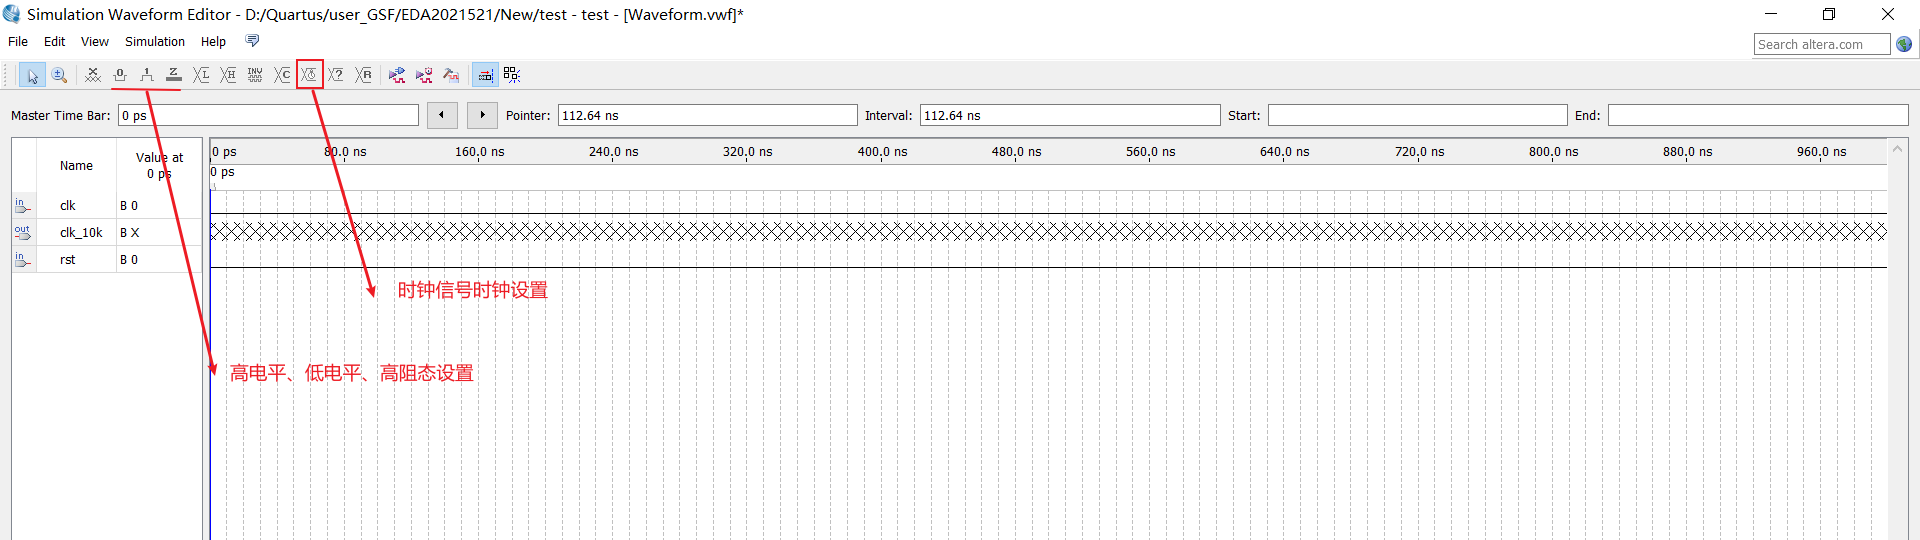 Simulation Waveform Editor - D:/Quartus/user_GSF/EDA2021521/New/test - test - [Waveform.vwf]*
File Edit View Simulation Help
Search altera.com
X 0 1 Z L H INV C ? R
Master Time Bar: 0 ps Pointer: 112.64 ns Interval: 112.64 ns Start: End:
Name Value at 0 ps
0 ps 80.0 ns 160.0 ns 240.0 ns 320.0 ns 400.0 ns 480.0 ns 560.0 ns 640.0 ns 720.0 ns 800.0 ns 880.0 ns 960.0 ns
0 ps
in clk B 0
out clk_10k B X
in rst B 0
时钟信号时钟设置
高电平、低电平、高阻态设置